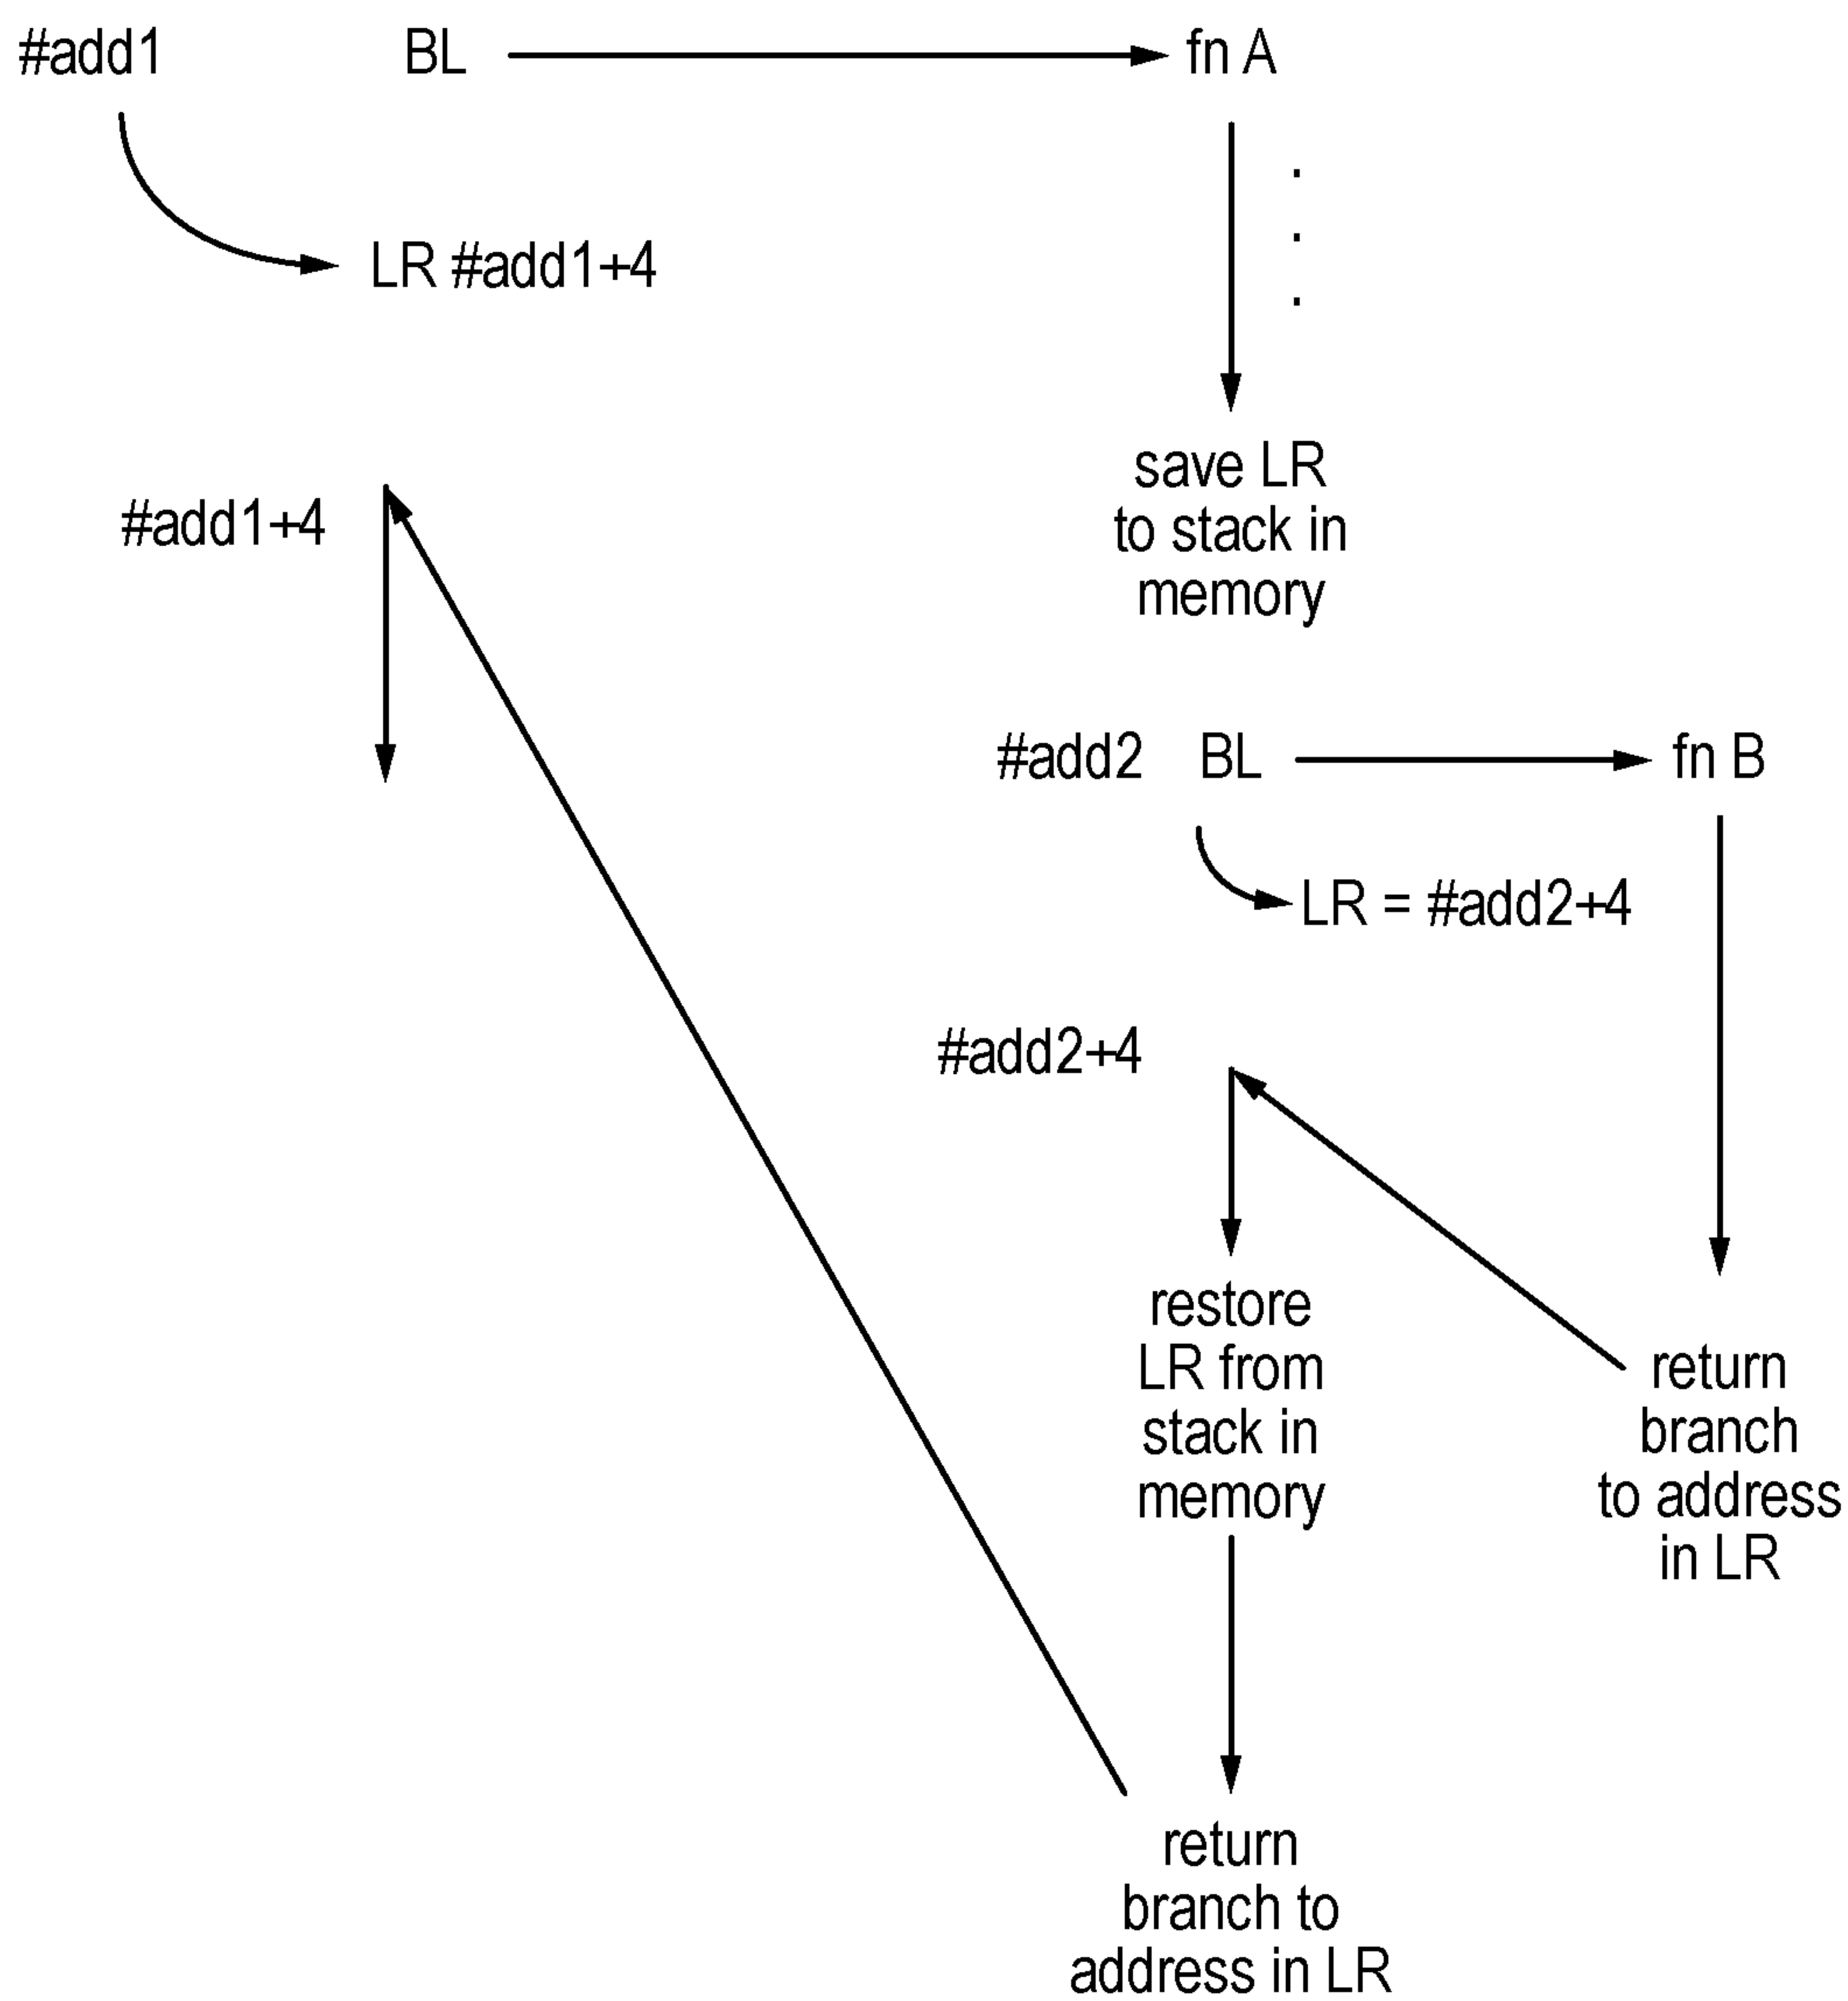 #add1 BL fn A
LR #add1+4
save LR
to stack in
memory
#add1+4
#add2 BL fn B
LR = #add2+4
#add2+4
restore
LR from
stack in
memory
return
branch
to address
in LR
return
branch to
address in LR